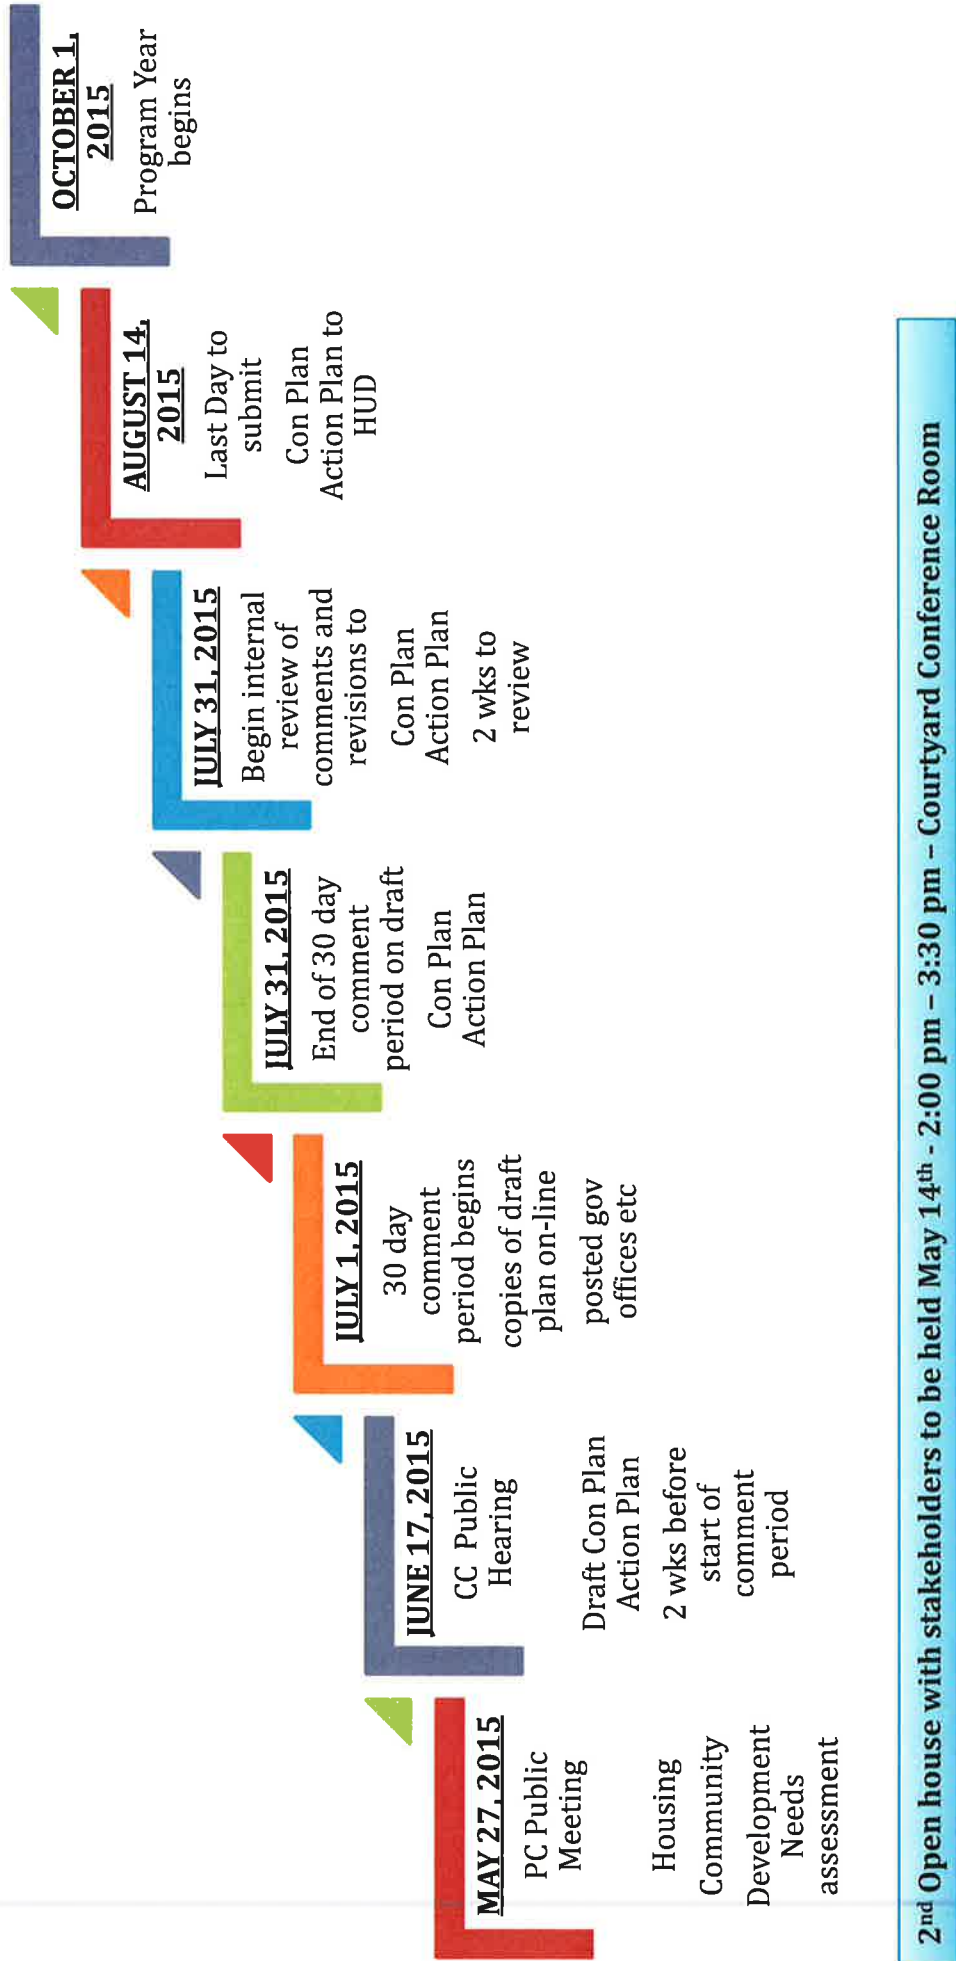 MAY 27, 2015
PC Public
Meeting
Housing
Community
Development
Needs
assessment
JUNE 17, 2015
CC Public
Hearing
Draft Con Plan
Action Plan
2 wks before
start of
comment
period
JULY 1, 2015
30 day
comment
period begins
copies of draft
plan on-line
posted gov
offices etc
JULY 31, 2015
End of 30 day
comment
period on draft
Con Plan
Action Plan
JULY 31, 2015
Begin internal
review of
comments and
revisions to
Con Plan
Action Plan
2 wks to
review
AUGUST 14,
2015
Last Day to
submit
Con Plan
Action Plan to
HUD
OCTOBER 1,
2015
Program Year
begins
2nd Open house with stakeholders to be held May 14th - 2:00 pm – 3:30 pm – Courtyard Conference Room